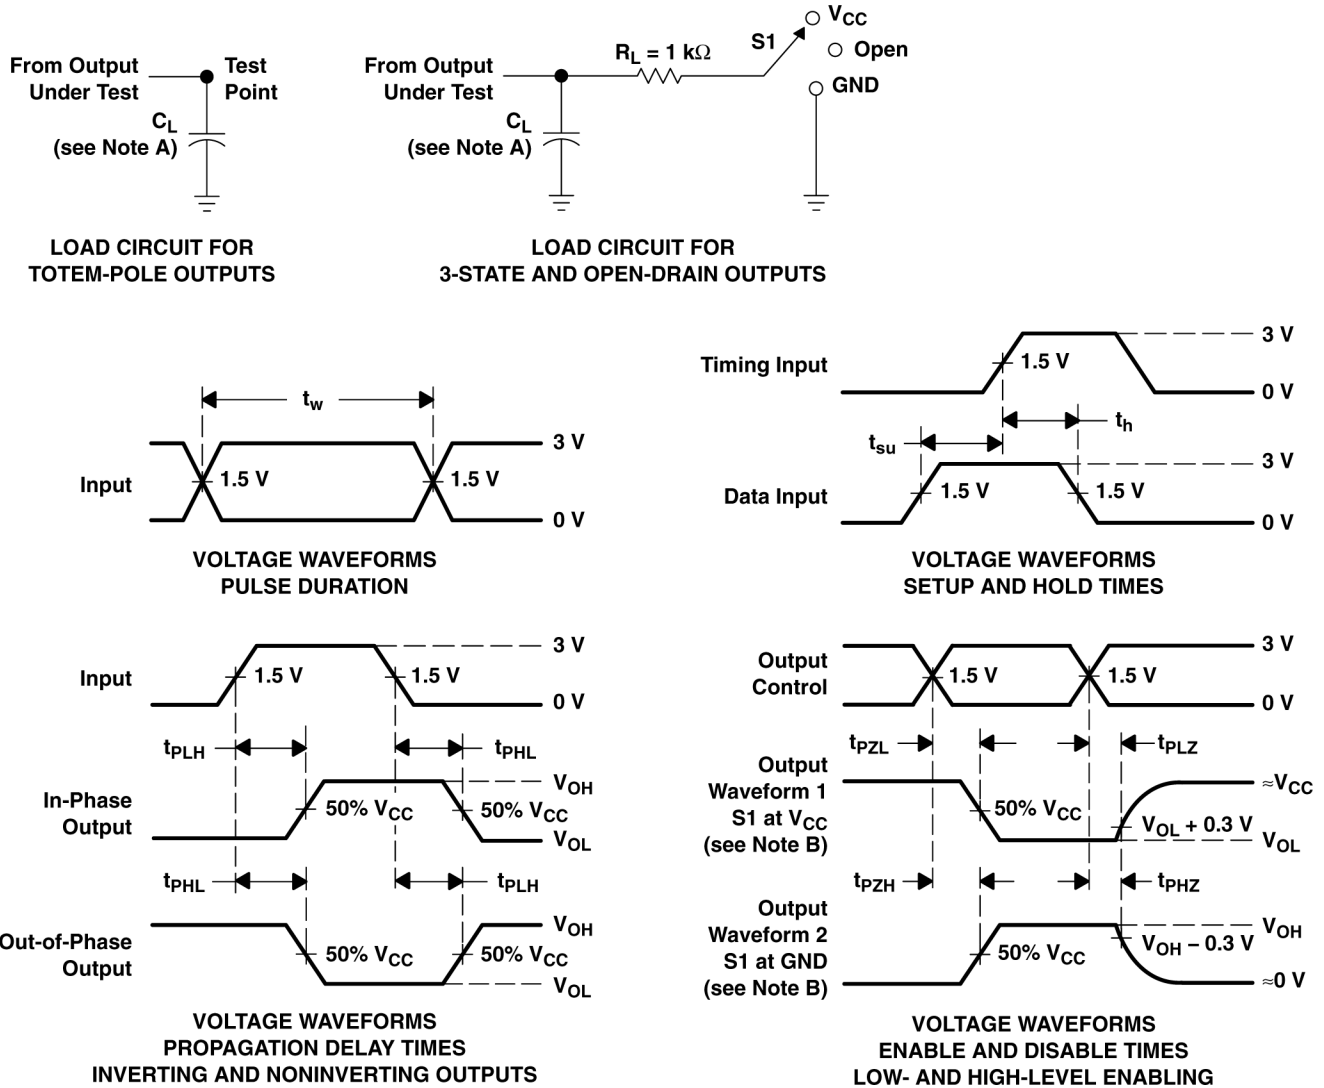 From Output
Under Test
Test
Point
CL
(see Note A)
LOAD CIRCUIT FOR
TOTEM-POLE OUTPUTS
From Output
Under Test
RL = 1 kΩ
S1
VCC
Open
GND
CL
(see Note A)
LOAD CIRCUIT FOR
3-STATE AND OPEN-DRAIN OUTPUTS
tw
Input
1.5 V
1.5 V
3 V
0 V
VOLTAGE WAVEFORMS
PULSE DURATION
Timing Input
1.5 V
3 V
0 V
th
tsu
Data Input
1.5 V
1.5 V
3 V
0 V
VOLTAGE WAVEFORMS
SETUP AND HOLD TIMES
Input
1.5 V
1.5 V
3 V
0 V
tPLH
tPHL
In-Phase
Output
50% VCC
50% VCC
VOH
VOL
tPHL
tPLH
Out-of-Phase
Output
50% VCC
50% VCC
VOH
VOL
VOLTAGE WAVEFORMS
PROPAGATION DELAY TIMES
INVERTING AND NONINVERTING OUTPUTS
Output
Control
1.5 V
1.5 V
3 V
0 V
tPZL
tPLZ
Output
Waveform 1
S1 at VCC
(see Note B)
50% VCC
≈VCC
VOL + 0.3 V
VOL
tPZH
tPHZ
Output
Waveform 2
S1 at GND
(see Note B)
50% VCC
VOH
VOH − 0.3 V
≈0 V
VOLTAGE WAVEFORMS
ENABLE AND DISABLE TIMES
LOW- AND HIGH-LEVEL ENABLING